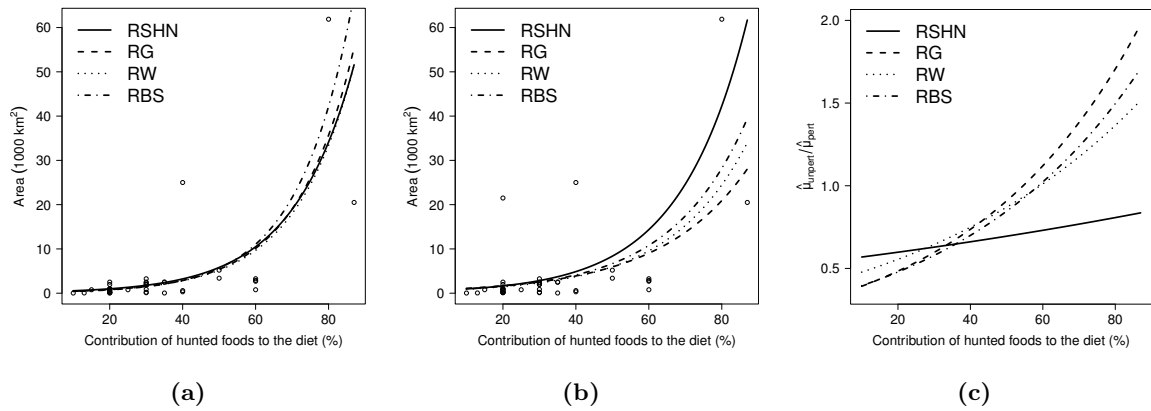 RSHN
RG
RW
RBS
60
50
40
30
20
10
0
Area (1000 km²)
20
40
60
80
Contribution of hunted foods to the diet (%)
(a)
RSHN
RG
RW
RBS
60
50
40
30
20
10
0
Area (1000 km²)
20
40
60
80
Contribution of hunted foods to the diet (%)
(b)
RSHN
RG
RW
RBS
2.0
1.5
1.0
0.5
μ̂unpert/μ̂pert
20
40
60
80
Contribution of hunted foods to the diet (%)
(c)